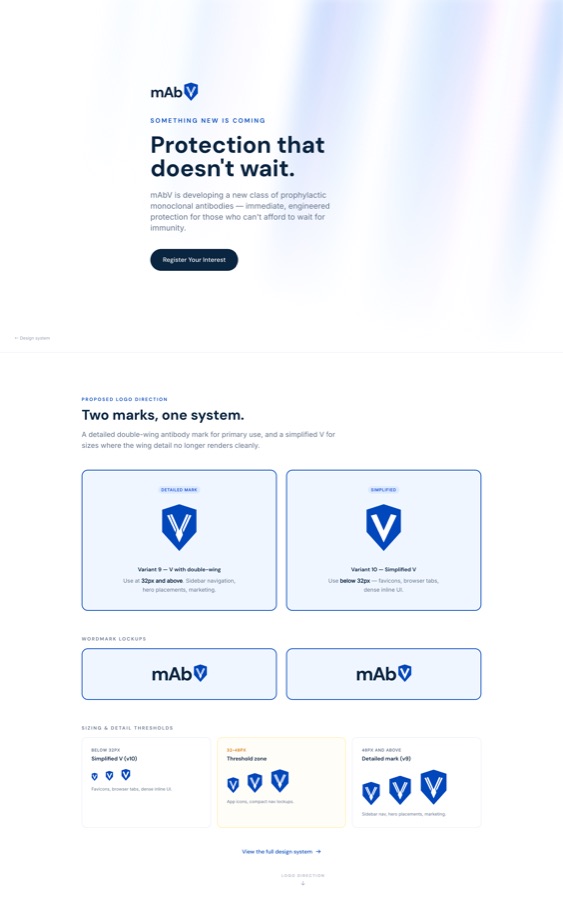 mAbV
SOMETHING NEW IS COMING
Protection that
doesn't wait.
mAbV is developing a new class of prophylactic
monoclonal antibodies — immediate, engineered
protection for those who can't afford to wait for
immunity.
Register Your Interest
← Design system
PROPOSED LOGO DIRECTION
Two marks, one system.
A detailed double-wing antibody mark for primary use, and a simplified V for
sizes where the wing detail no longer renders cleanly.
DETAILED MARK
Variant 9 — V with double-wing
Use at 32px and above. Sidebar navigation,
hero placements, marketing.
SIMPLIFIED
Variant 10 — Simplified V
Use below 32px — favicons, browser tabs,
dense inline UI.
WORDMARK LOCKUPS
mAbV
mAbV
SIZING & DETAIL THRESHOLDS
BELOW 32PX
Simplified V (v10)
Favicons, browser tabs, dense inline UI.
32–48PX
Threshold zone
App icons, compact nav lockups.
48PX AND ABOVE
Detailed mark (v9)
Sidebar nav, hero placements, marketing.
View the full design system →
LOGO DIRECTION
↓